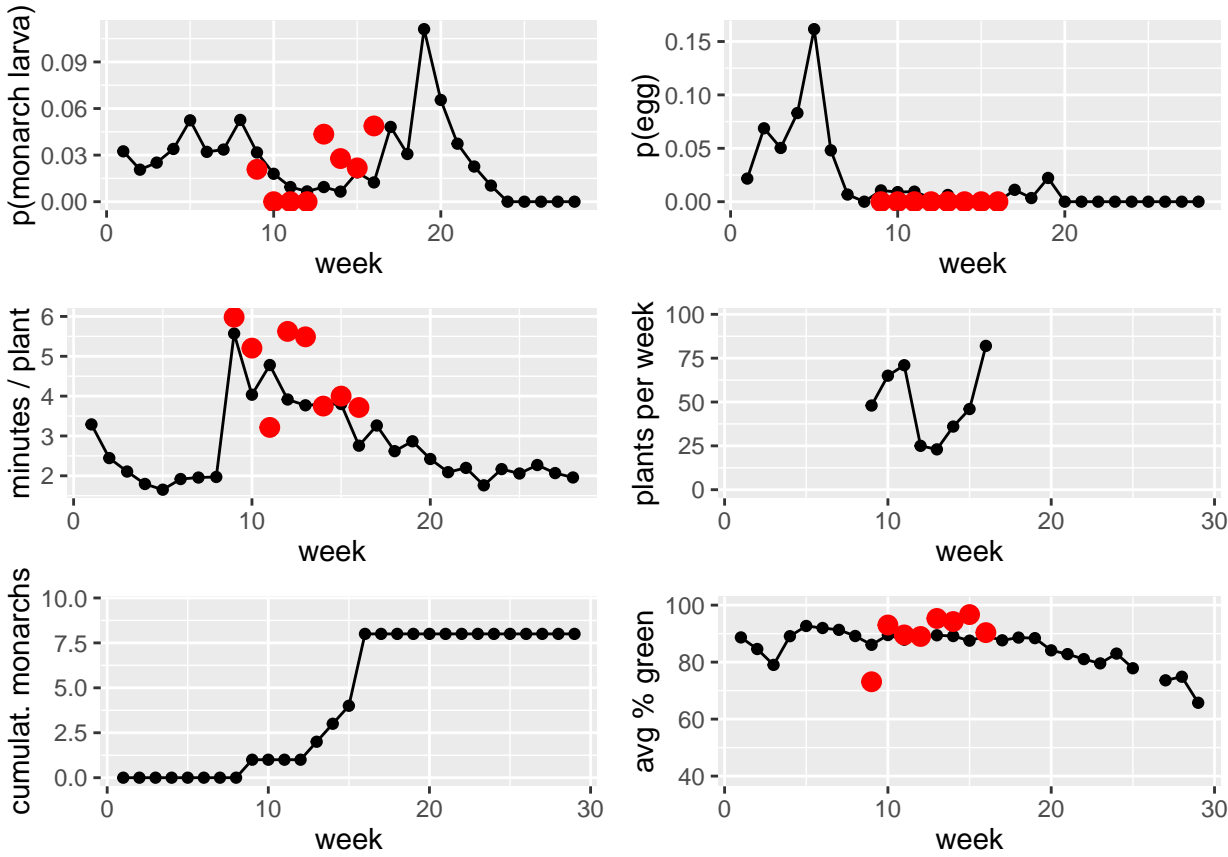 p(monarch larva)
0.09
0.06
0.03
0.00
0 10 20
week
p(egg)
0.15
0.10
0.05
0.00
0 10 20
week
minutes / plant
6
5
4
3
2
0 10 20
week
plants per week
100
75
50
25
0
0 10 20 30
week
cumulat. monarchs
10.0
7.5
5.0
2.5
0.0
0 10 20 30
week
avg % green
100
80
60
40
0 10 20 30
week